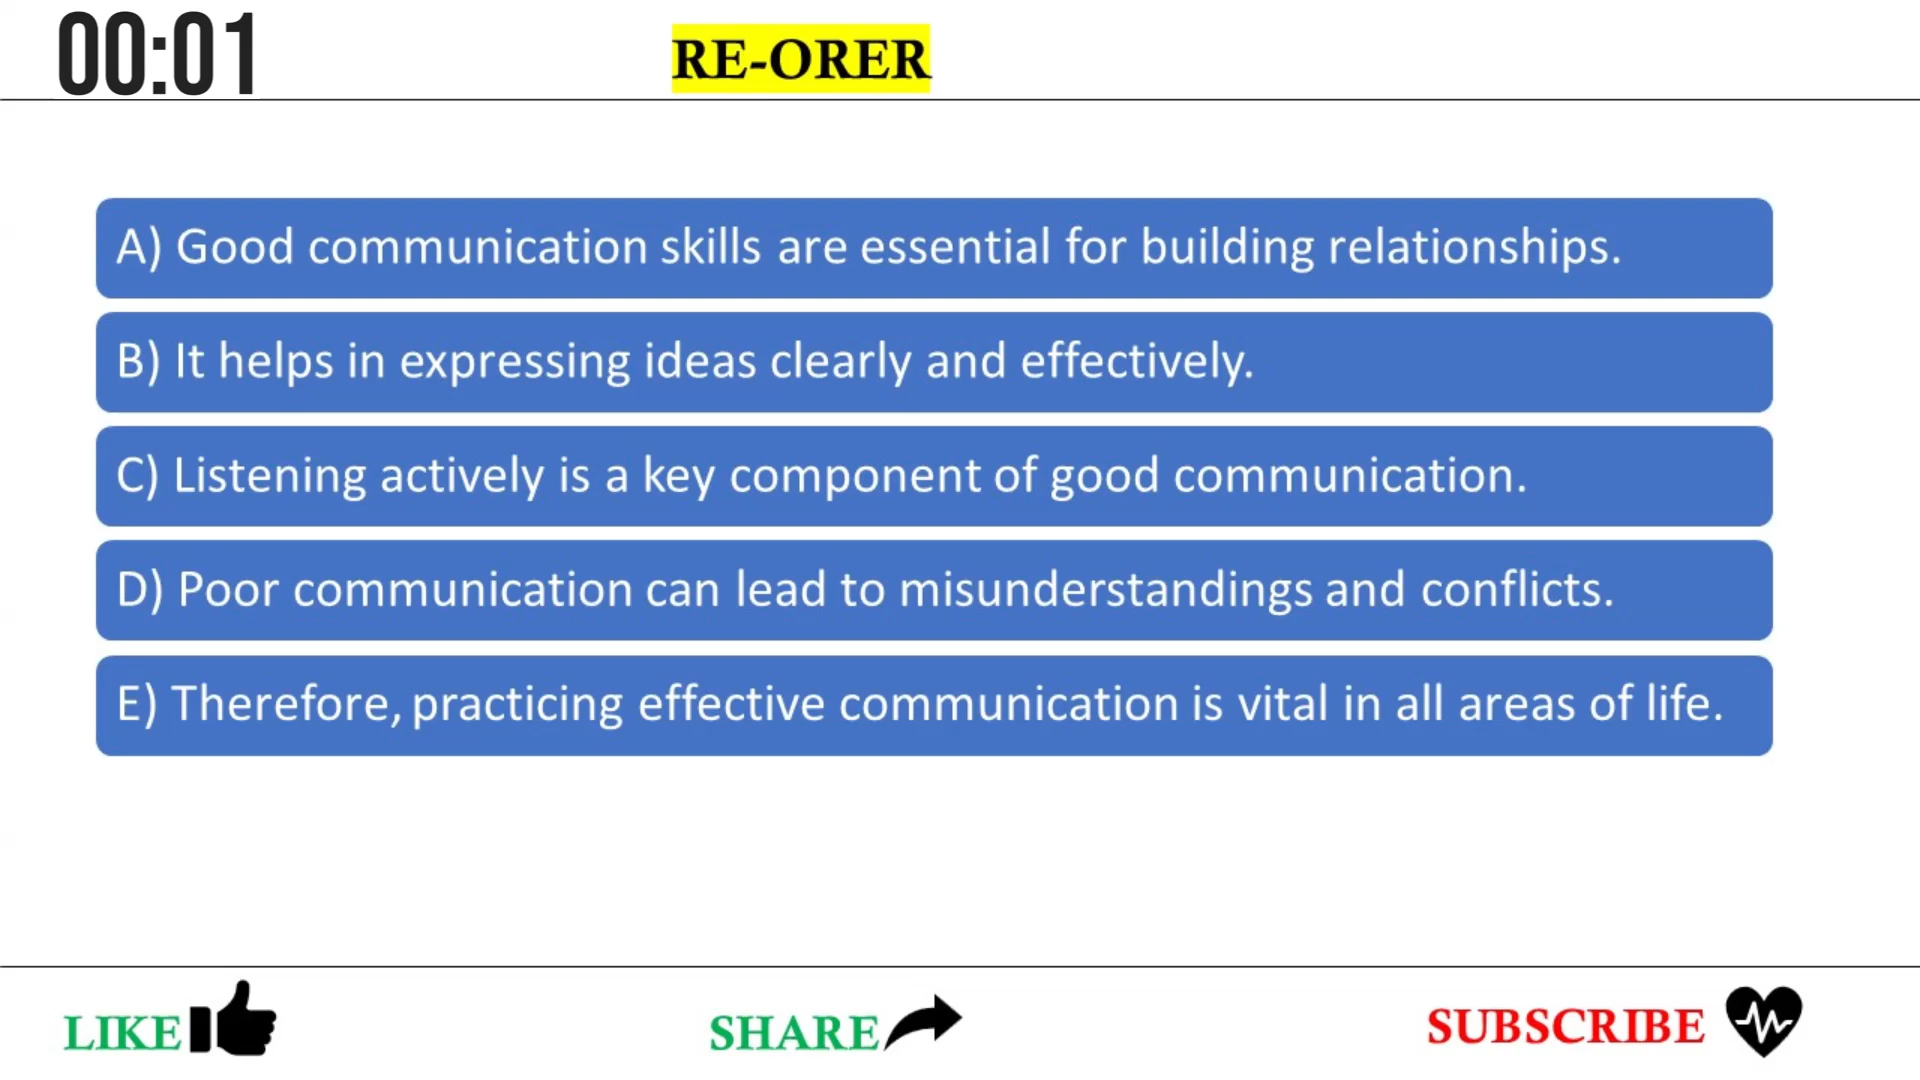 00:01
RE-ORER
A) Good communication skills are essential for building relationships.
B) It helps in expressing ideas clearly and effectively.
C) Listening actively is a key component of good communication.
D) Poor communication can lead to misunderstandings and conflicts.
E) Therefore, practicing effective communication is vital in all areas of life.
LIKE
SHARE
SUBSCRIBE